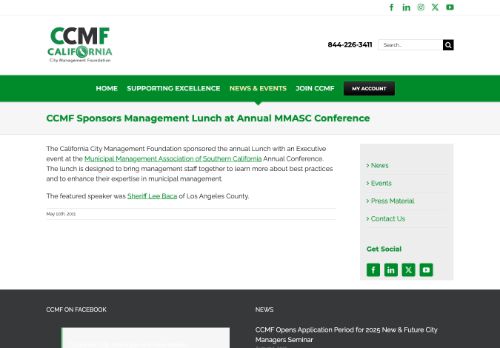 CCMF
CALIFORNIA
City Management Foundation
844-226-3411
Search...
HOME SUPPORTING EXCELLENCE NEWS & EVENTS JOIN CCMF MY ACCOUNT
CCMF Sponsors Management Lunch at Annual MMASC Conference
The California City Management Foundation sponsored the annual Lunch with an Executive
event at the Municipal Management Association of Southern California Annual Conference.
The lunch is designed to bring management staff together to learn more about best practices
and to enhance their expertise in municipal management.
The featured speaker was Sheriff Lee Baca of Los Angeles County.
> News
> Events
> Press Material
> Contact Us
Get Social
CCMF ON FACEBOOK
NEWS
CCMF Opens Application Period for 2025 New & Future City
Managers Seminar